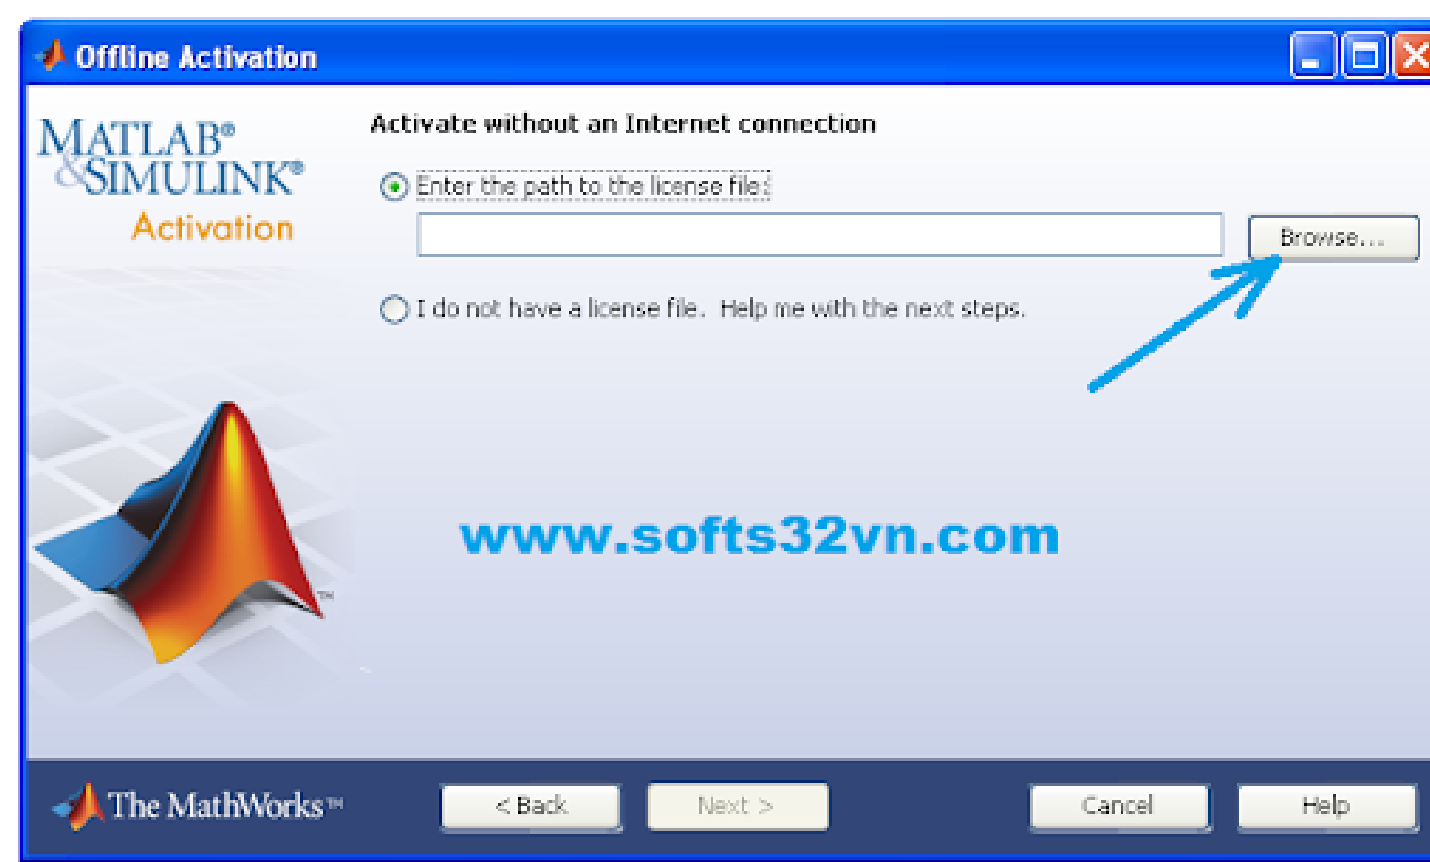 Offline Activation
MATLAB®
&SIMULINK®
Activation
Activate without an Internet connection
Enter the path to the license file:
Browse...
I do not have a license file. Help me with the next steps.
www.softs32vn.com
TM
The MathWorks™
< Back
Next >
Cancel
Help